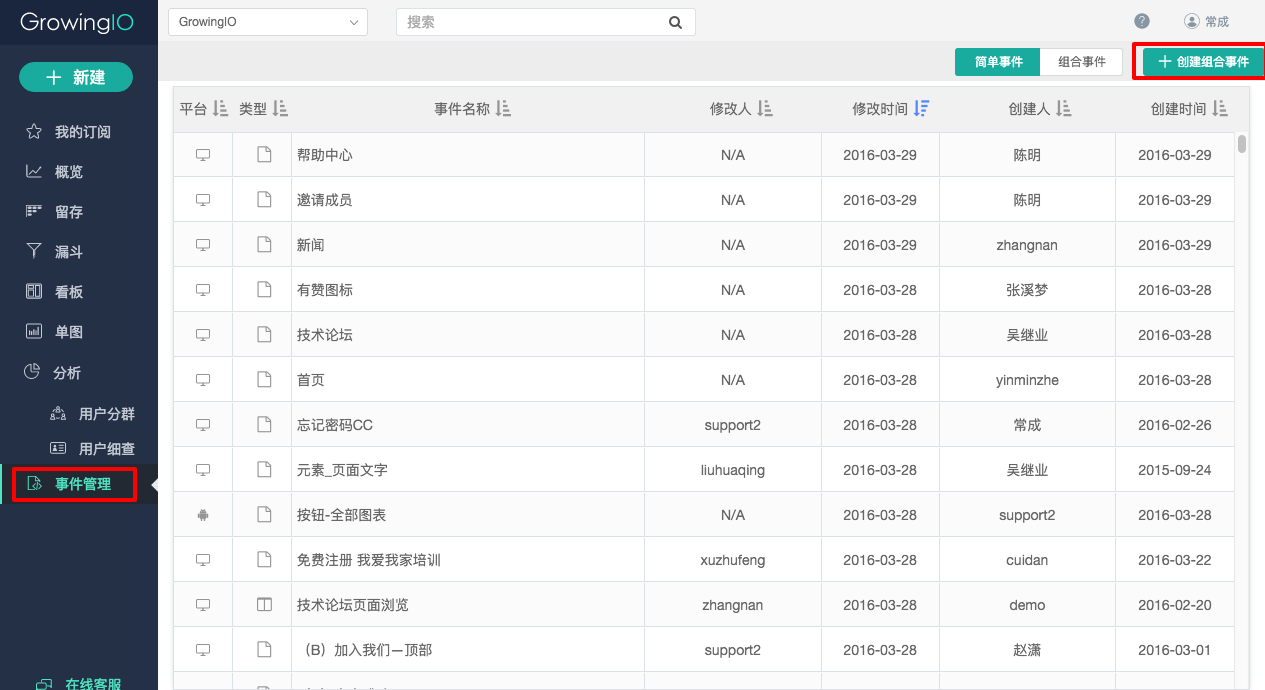 GrowingIO
GrowingIO
搜索
常成
新建
简单事件
组合事件
创建组合事件
我的订阅
概览
留存
漏斗
看板
单图
分析
用户分群
用户细查
事件管理
在线客服
平台 类型 事件名称 修改人 修改时间 创建人 创建时间
帮助中心 N/A 2016-03-29 陈明 2016-03-29
邀请成员 N/A 2016-03-29 陈明 2016-03-29
新闻 N/A 2016-03-29 zhangnan 2016-03-29
有赞图标 N/A 2016-03-28 张溪梦 2016-03-28
技术论坛 N/A 2016-03-28 吴继业 2016-03-28
首页 N/A 2016-03-28 yinminzhe 2016-03-28
忘记密码CC support2 2016-03-28 常成 2016-02-26
元素_页面文字 liuhuaqing 2016-03-28 吴继业 2015-09-24
按钮-全部图表 N/A 2016-03-28 support2 2016-03-28
免费注册 我爱我家培训 xuzhufeng 2016-03-28 cuidan 2016-03-22
技术论坛页面浏览 zhangnan 2016-03-28 demo 2016-02-20
（B）加入我们—顶部 support2 2016-03-28 赵潇 2016-03-01